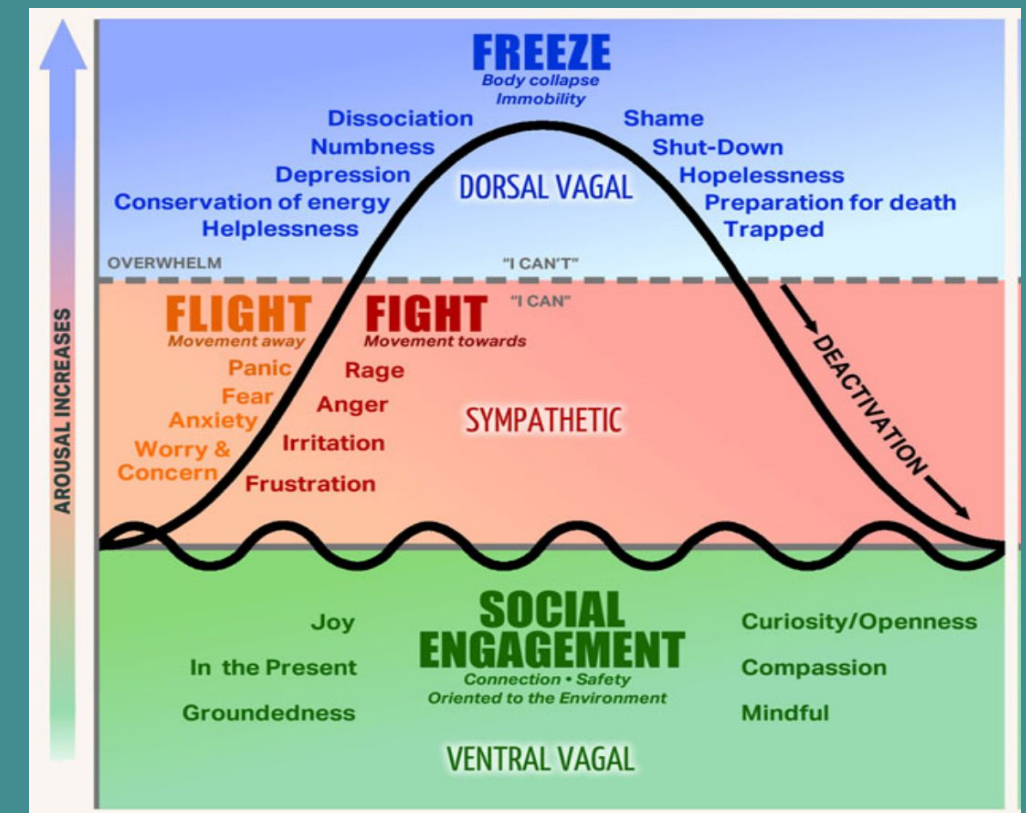 FREEZE
Body collapse
Immobility
Dissociation
Shame
Numbness
Shut-Down
Depression
Hopelessness
DORSAL VAGAL
Conservation of energy
Preparation for death
Helplessness
Trapped
OVERWHELM
"I CAN'T"
"I CAN"
FLIGHT
Movement away
FIGHT
Movement towards
Panic
Rage
Fear
Anger
Anxiety
Worry &
Concern
Irritation
Frustration
SYMPATHETIC
DEACTIVATION
AROUSAL INCREASES
SOCIAL
ENGAGEMENT
Connection • Safety
Oriented to the Environment
Joy
Curiosity/Openness
In the Present
Compassion
Groundedness
Mindful
VENTRAL VAGAL